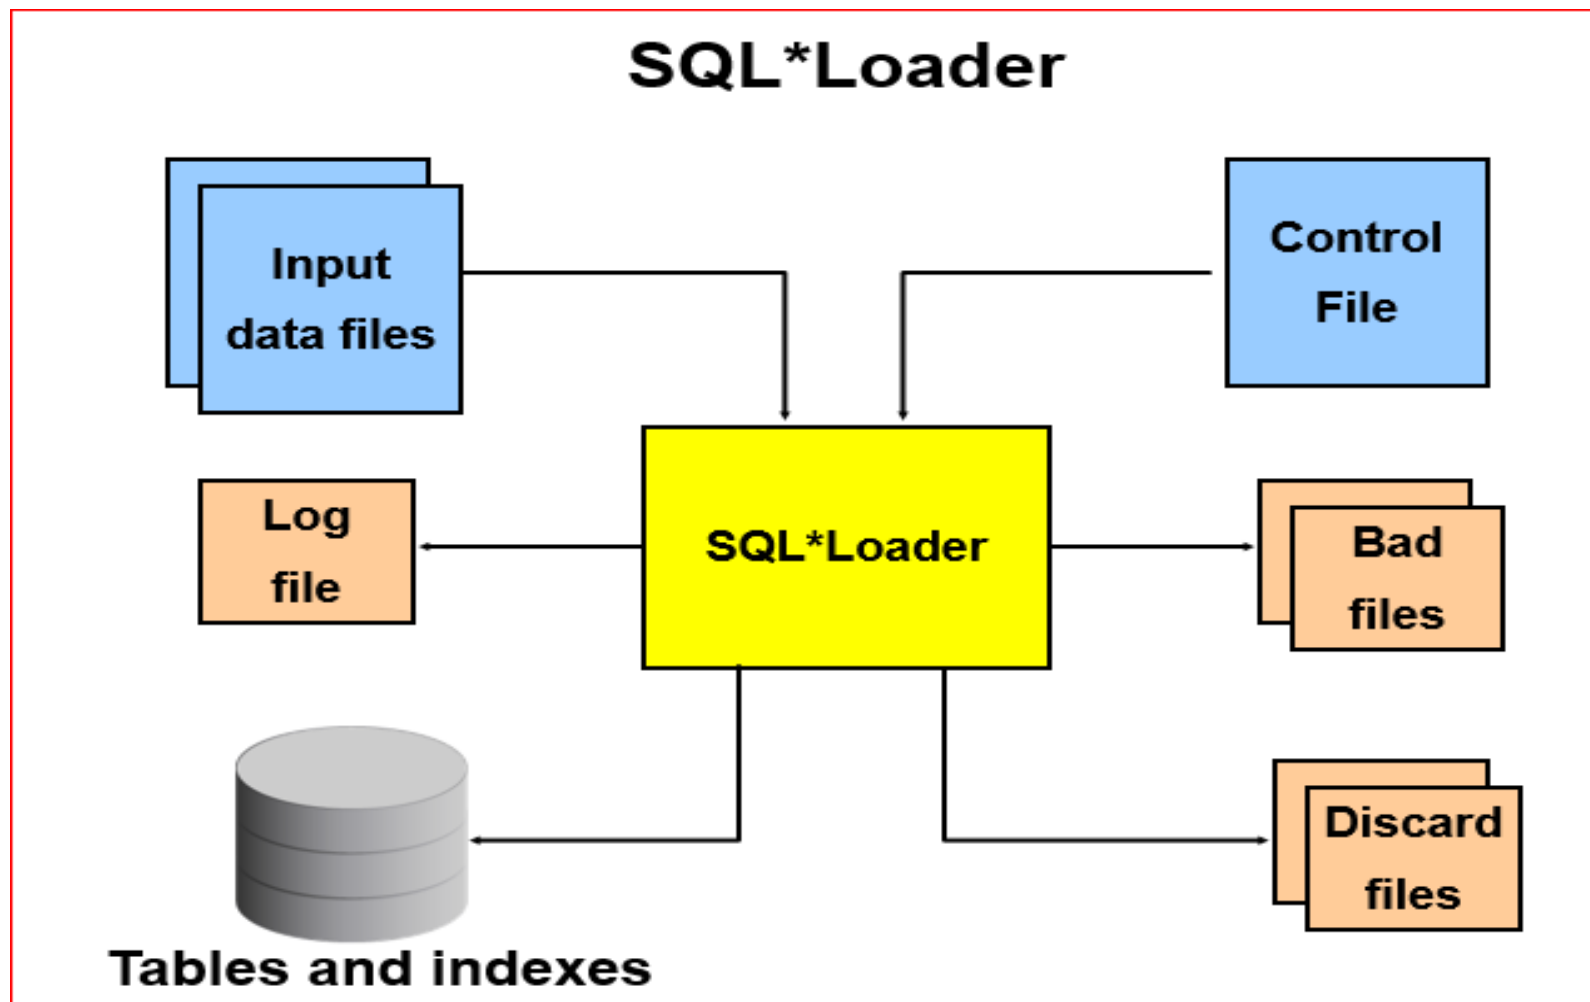 SQL*Loader
Input
data files
Control
File
Log
file
SQL*Loader
Bad
files
Tables and indexes
Discard
files